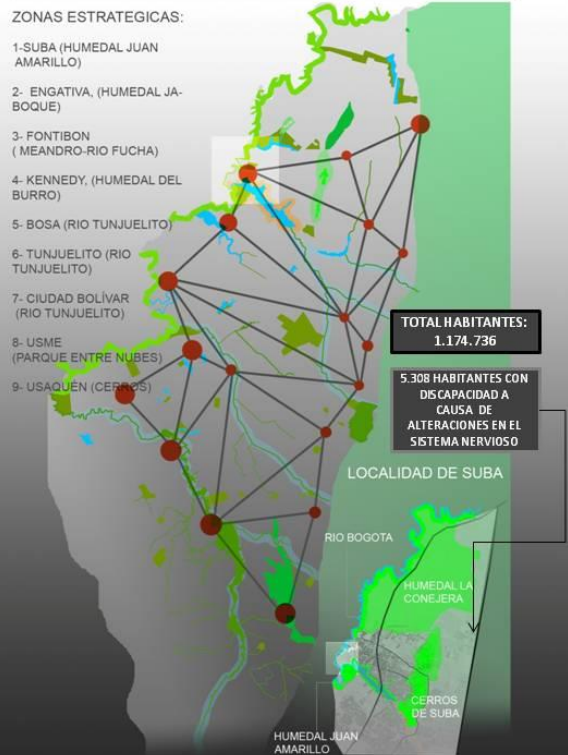 ZONAS ESTRATEGICAS:
1-SUBA (HUMEDAL JUAN
AMARILLO)
2- ENGATIVA, (HUMEDAL JA-
BOQUE)
3- FONTIBON
( MEANDRO-RIO FUCHA)
4- KENNEDY, (HUMEDAL DEL
BURRO)
5- BOSA (RIO TUNJUELITO)
6- TUNJUELITO (RIO
TUNJUELITO)
7- CIUDAD BOLÍVAR
(RIO TUNJUELITO)
8- USME
(PARQUE ENTRE NUBES)
9- USAQUÉN (CERROS)
TOTAL HABITANTES:
1.174.736
5.308 HABITANTES CON
DISCAPACIDAD A
CAUSA DE
ALTERACIONES EN EL
SISTEMA NERVIOSO
LOCALIDAD DE SUBA
RIO BOGOTA
HUMEDAL LA
CONEJERA
CERROS
DE SUBA
HUMEDAL JUAN
AMARILLO